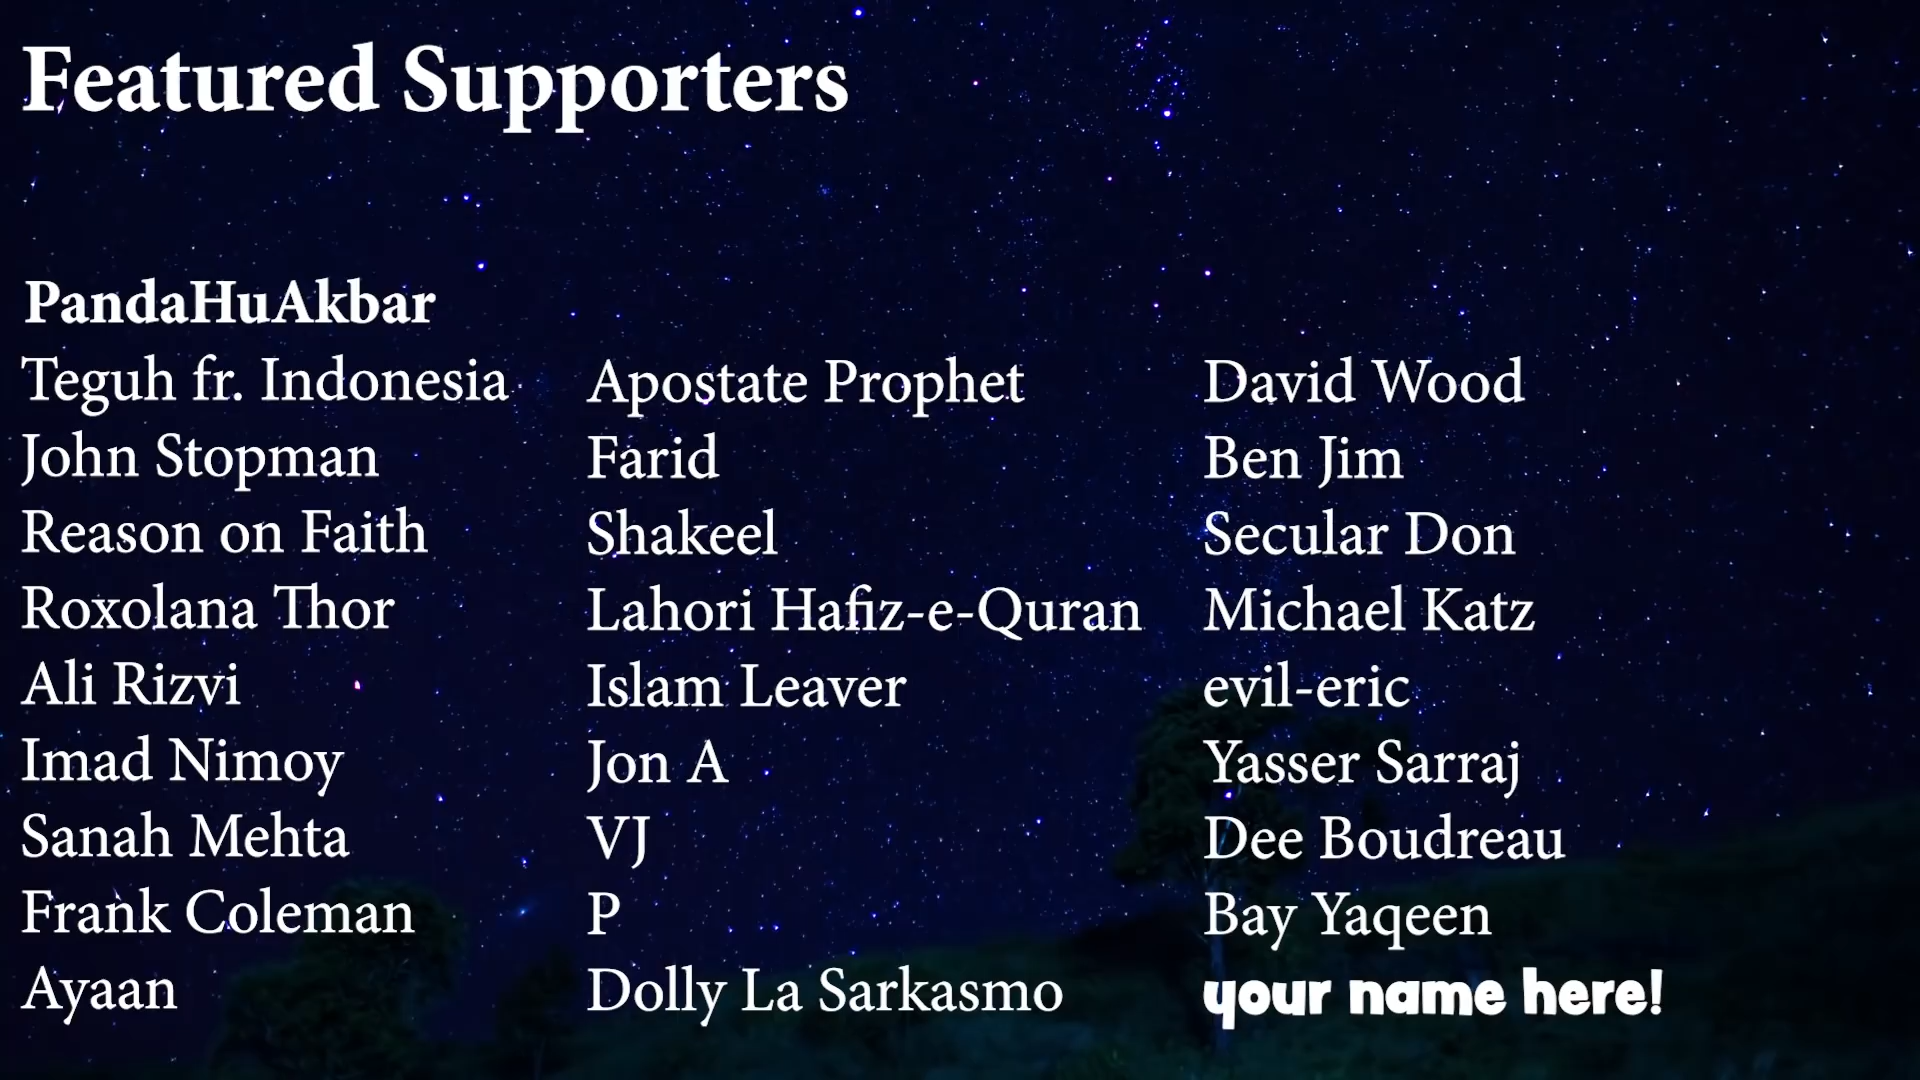 Featured Supporters
PandaHuAkbar
Teguh fr. Indonesia
John Stopman
Reason on Faith
Roxolana Thor
Ali Rizvi
Imad Nimoy
Sanah Mehta
Frank Coleman
Ayaan
Apostate Prophet
Farid
Shakeel
Lahori Hafiz-e-Quran
Islam Leaver
Jon A
VJ
P
Dolly La Sarkasmo
David Wood
Ben Jim
Secular Don
Michael Katz
evil-eric
Yasser Sarraj
Dee Boudreau
Bay Yaqeen
your name here!